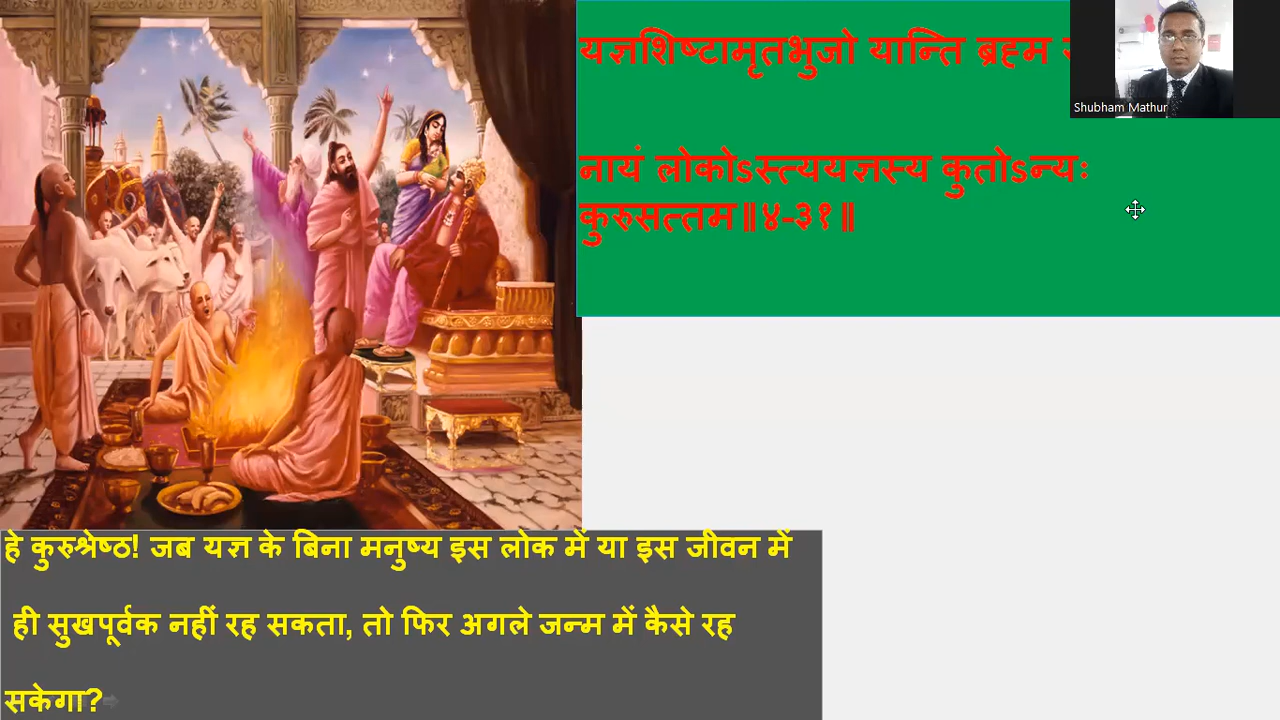 यज्ञशिष्टामृतभुजो यान्ति ब्रह्म
Shubham Mathur
नायं लोकोऽस्त्ययज्ञस्य कुतोऽन्यः
कुरुसत्तम॥४-३१॥
हे कुरुश्रेष्ठ! जब यज्ञ के बिना मनुष्य इस लोक में या इस जीवन में
ही सुखपूर्वक नहीं रह सकता, तो फिर अगले जन्म में कैसे रह
सकेगा?